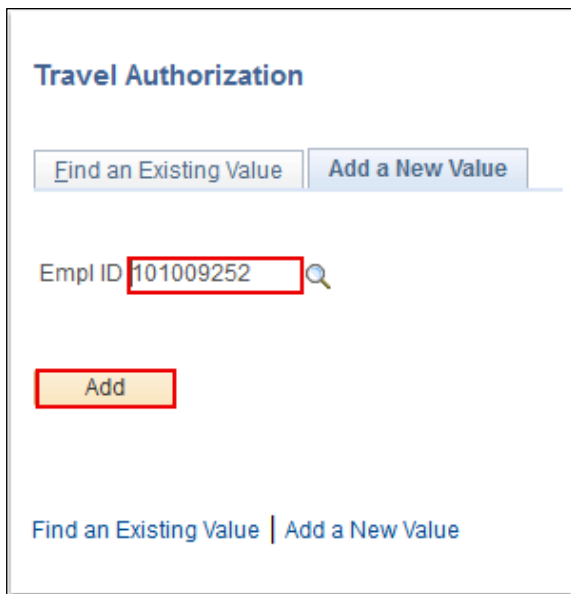 Travel Authorization
Find an Existing Value Add a New Value
Empl ID 101009252
Add
Find an Existing Value | Add a New Value